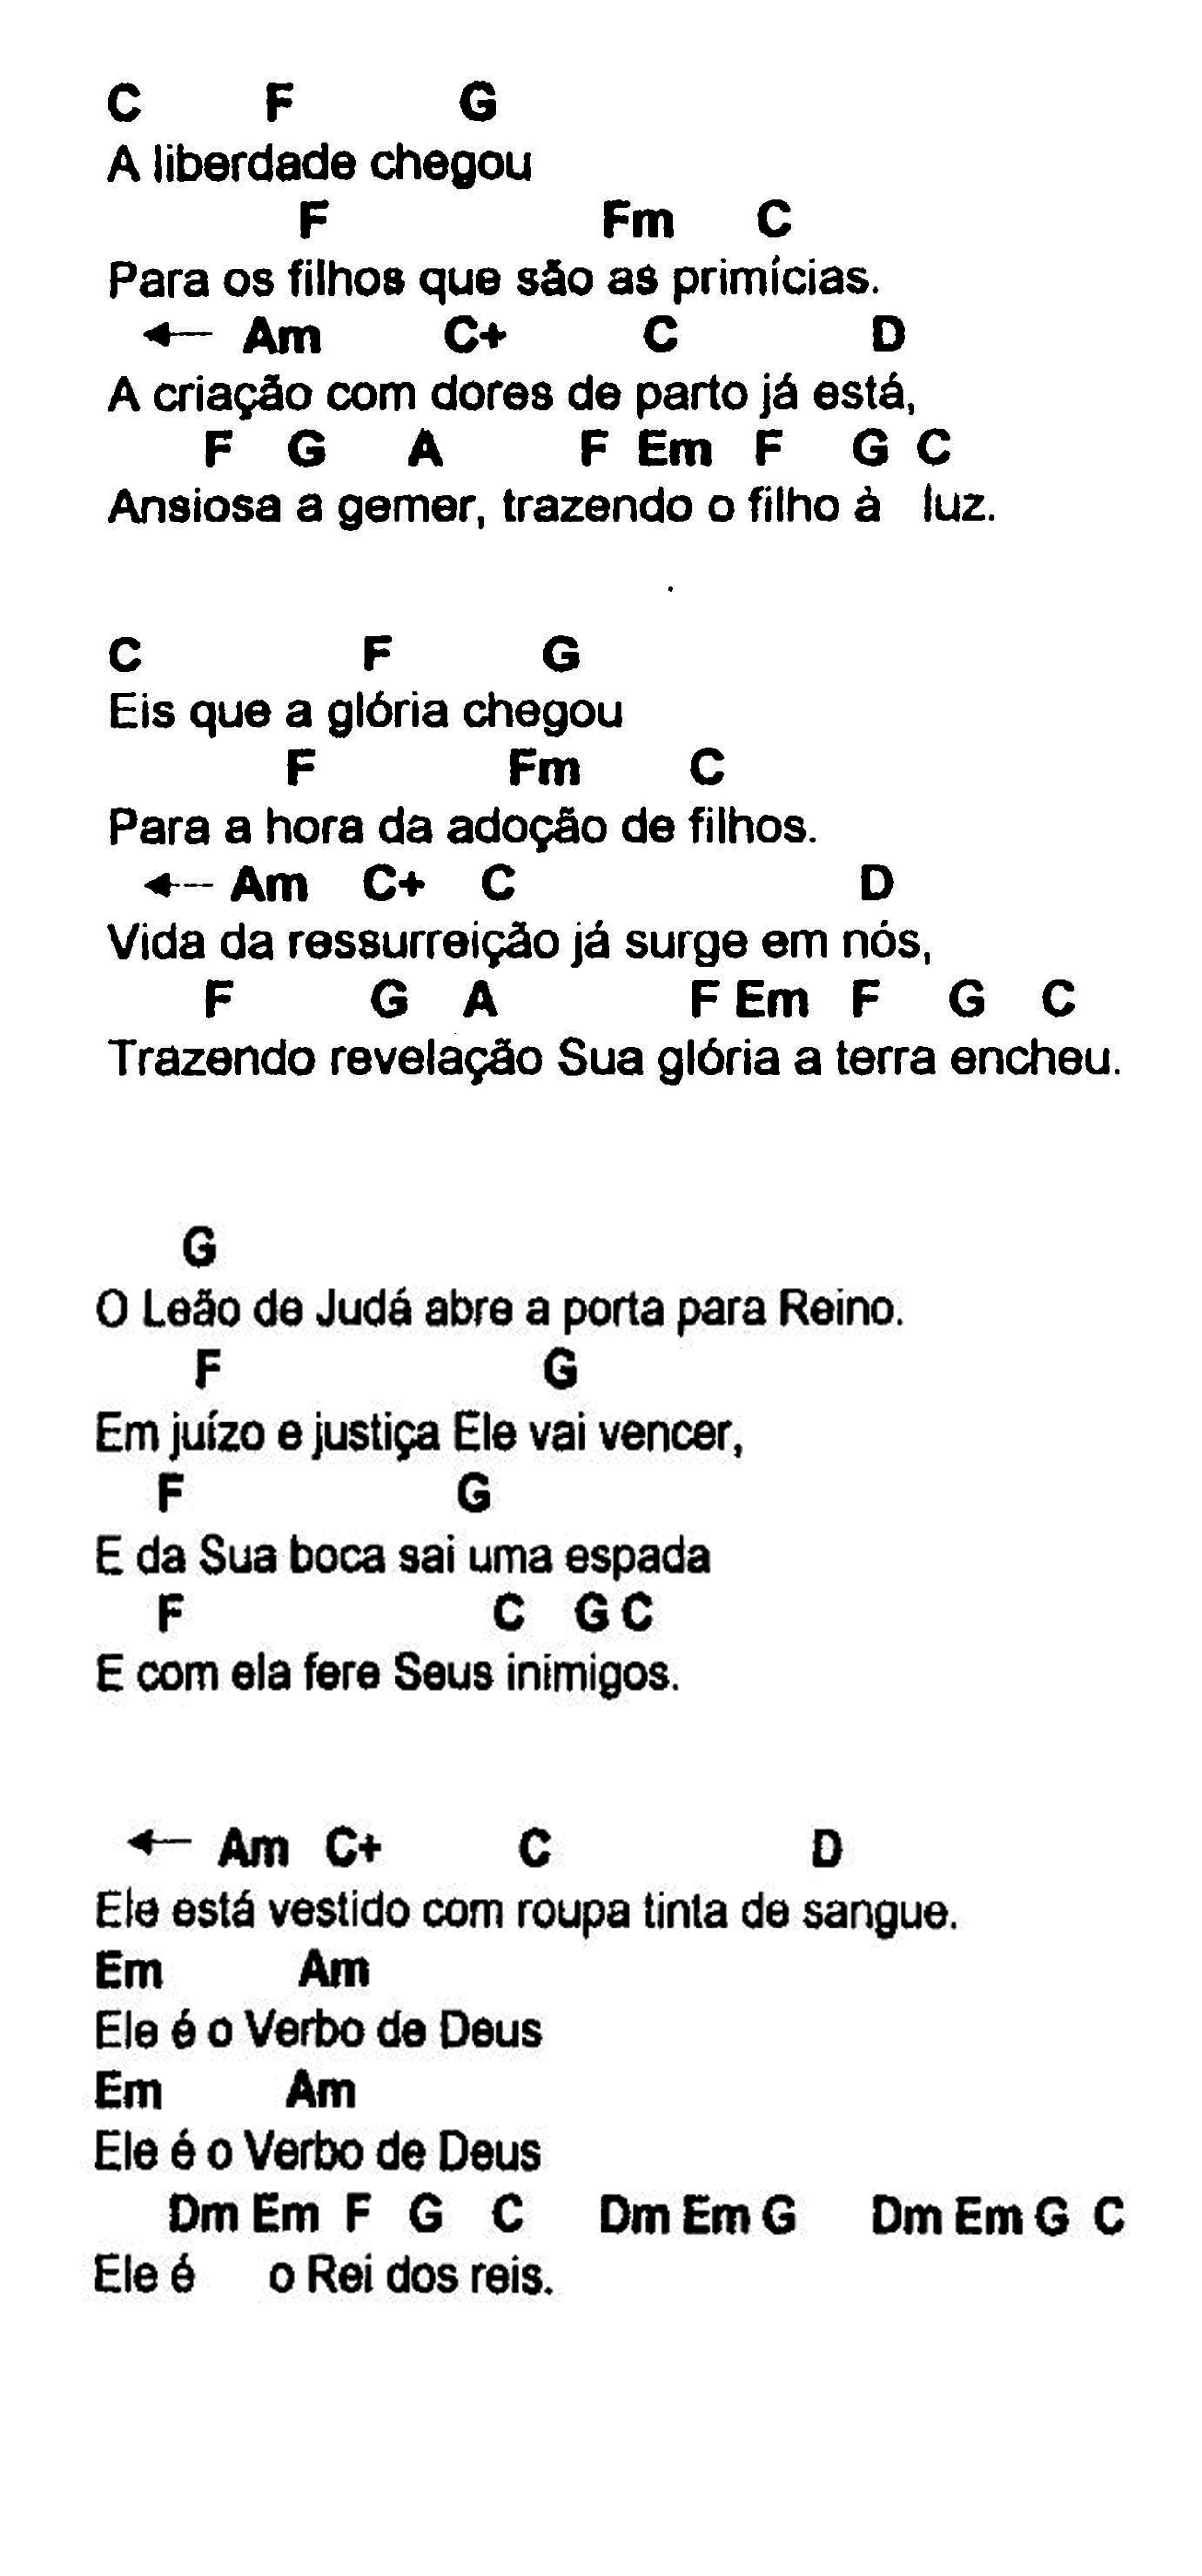 C F G
A liberdade chegou
F Fm C
Para os filhos que são as primícias.
← Am C+ C D
A criação com dores de parto já está,
F G A F Em F G C
Ansiosa a gemer, trazendo o filho à luz.
C F G
Eis que a glória chegou
F Fm C
Para a hora da adoção de filhos.
← Am C+ C D
Vida da ressurreição já surge em nós,
F G A F Em F G C
Trazendo revelação Sua glória a terra encheu.
G
O Leão de Judá abre a porta para Reino.
F G
Em juízo e justiça Ele vai vencer,
F G
E da Sua boca sai uma espada
F C G C
E com ela fere Seus inimigos.
← Am C+ C D
Ele está vestido com roupa tinta de sangue.
Em Am
Ele é o Verbo de Deus
Em Am
Ele é o Verbo de Deus
Dm Em F G C Dm Em G Dm Em G C
Ele é o Rei dos reis.